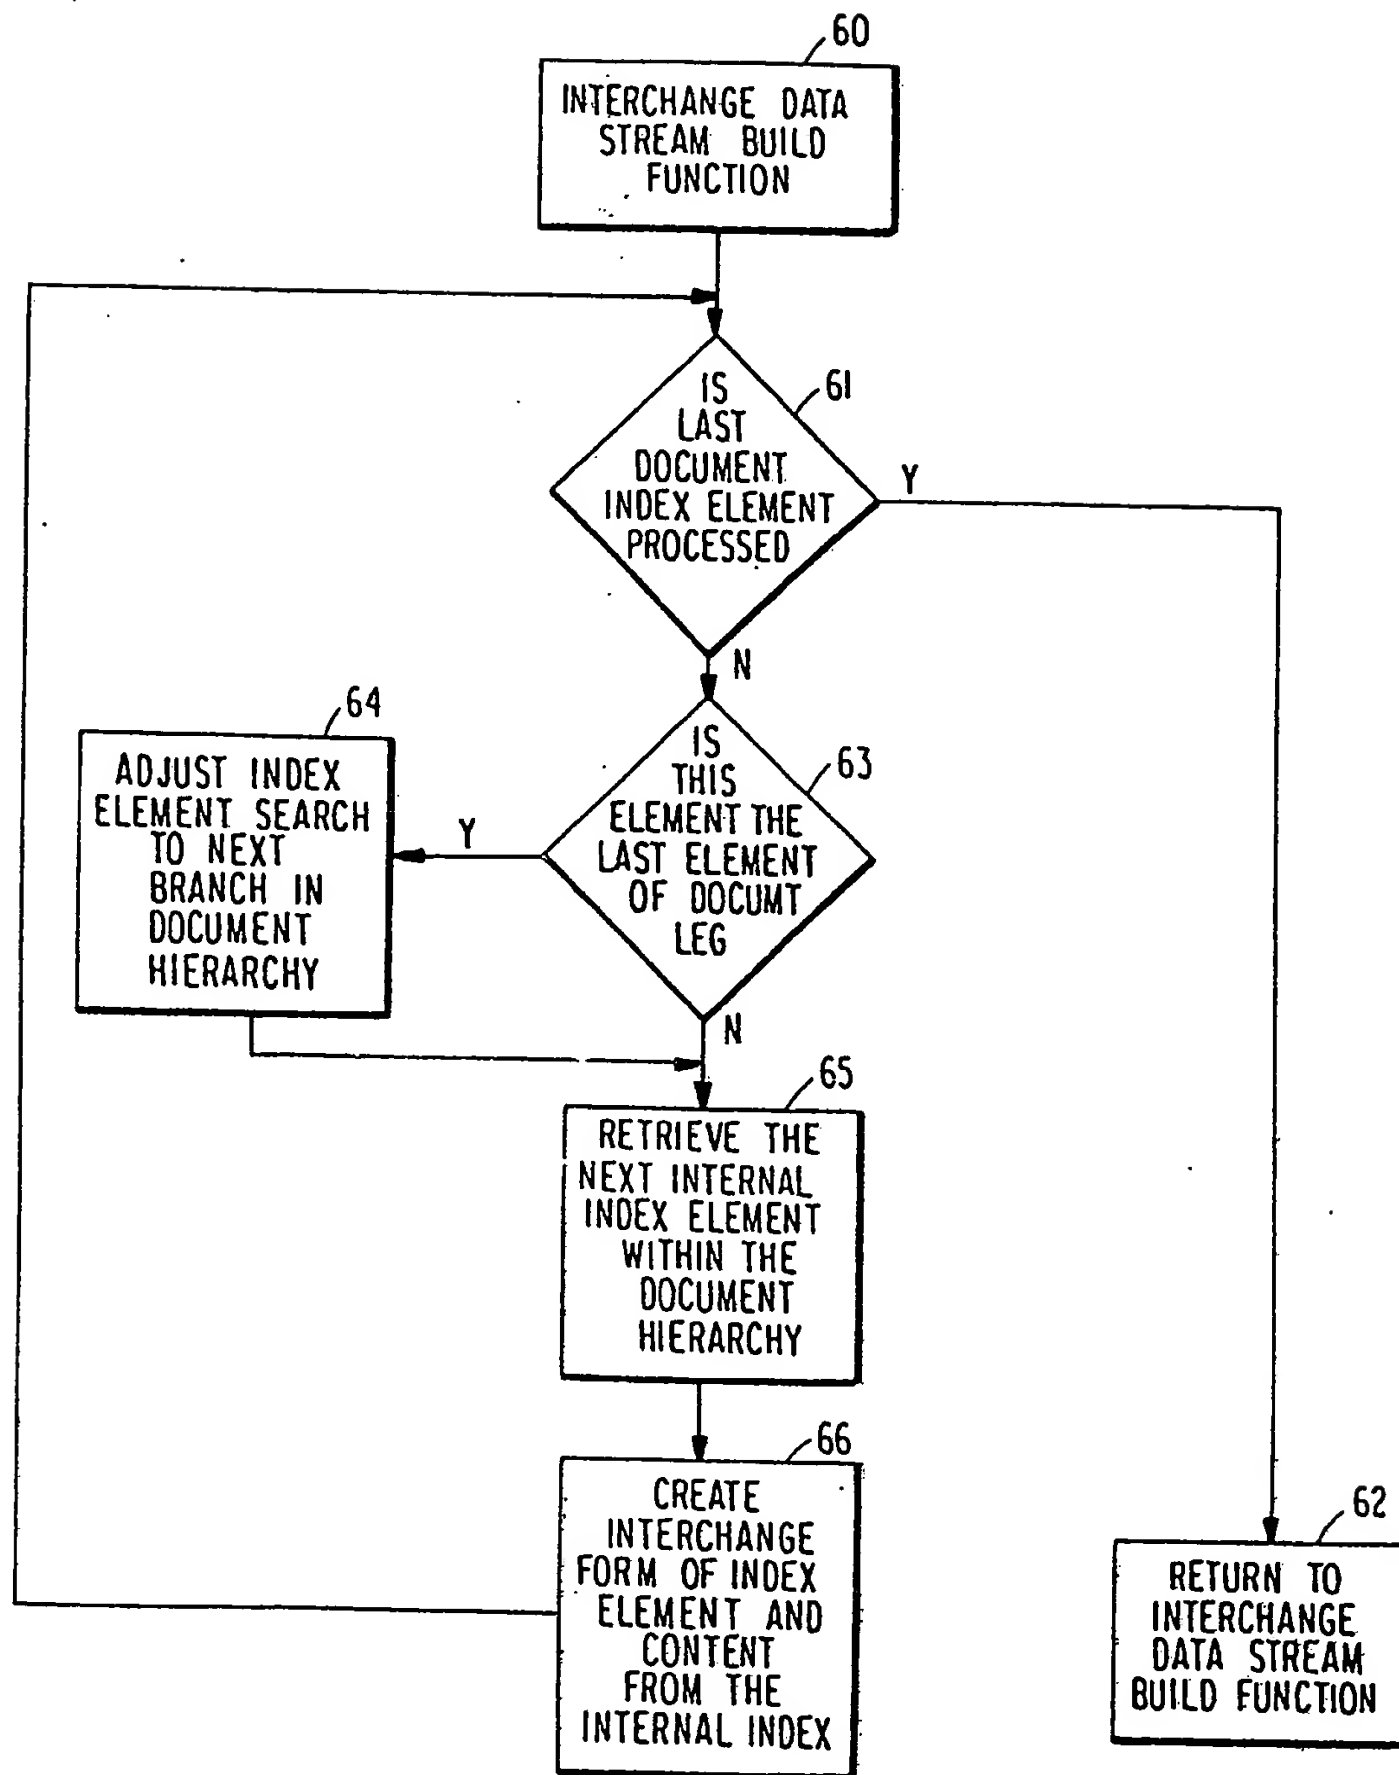 60
INTERCHANGE DATA
STREAM BUILD
FUNCTION
61
IS
LAST
DOCUMENT
INDEX ELEMENT
PROCESSED
Y
N
63
IS
THIS
ELEMENT THE
LAST ELEMENT
OF DOCUMT
LEG
Y
N
64
ADJUST INDEX
ELEMENT SEARCH
TO NEXT
BRANCH IN
DOCUMENT
HIERARCHY
65
RETRIEVE THE
NEXT INTERNAL
INDEX ELEMENT
WITHIN THE
DOCUMENT
HIERARCHY
66
CREATE
INTERCHANGE
FORM OF INDEX
ELEMENT AND
CONTENT
FROM THE
INTERNAL INDEX
62
RETURN TO
INTERCHANGE
DATA STREAM
BUILD FUNCTION